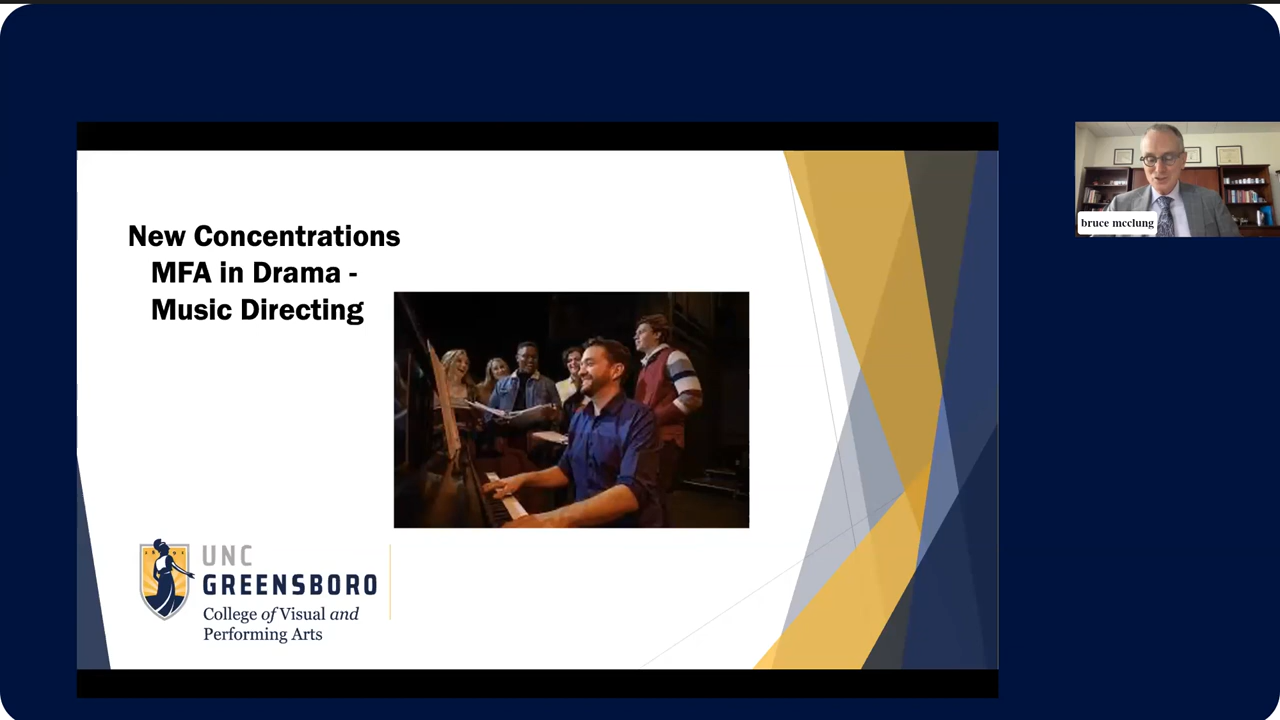 New Concentrations
MFA in Drama -
Music Directing
UNC
GREENSBORO
College of Visual and
Performing Arts
bruce mcclung